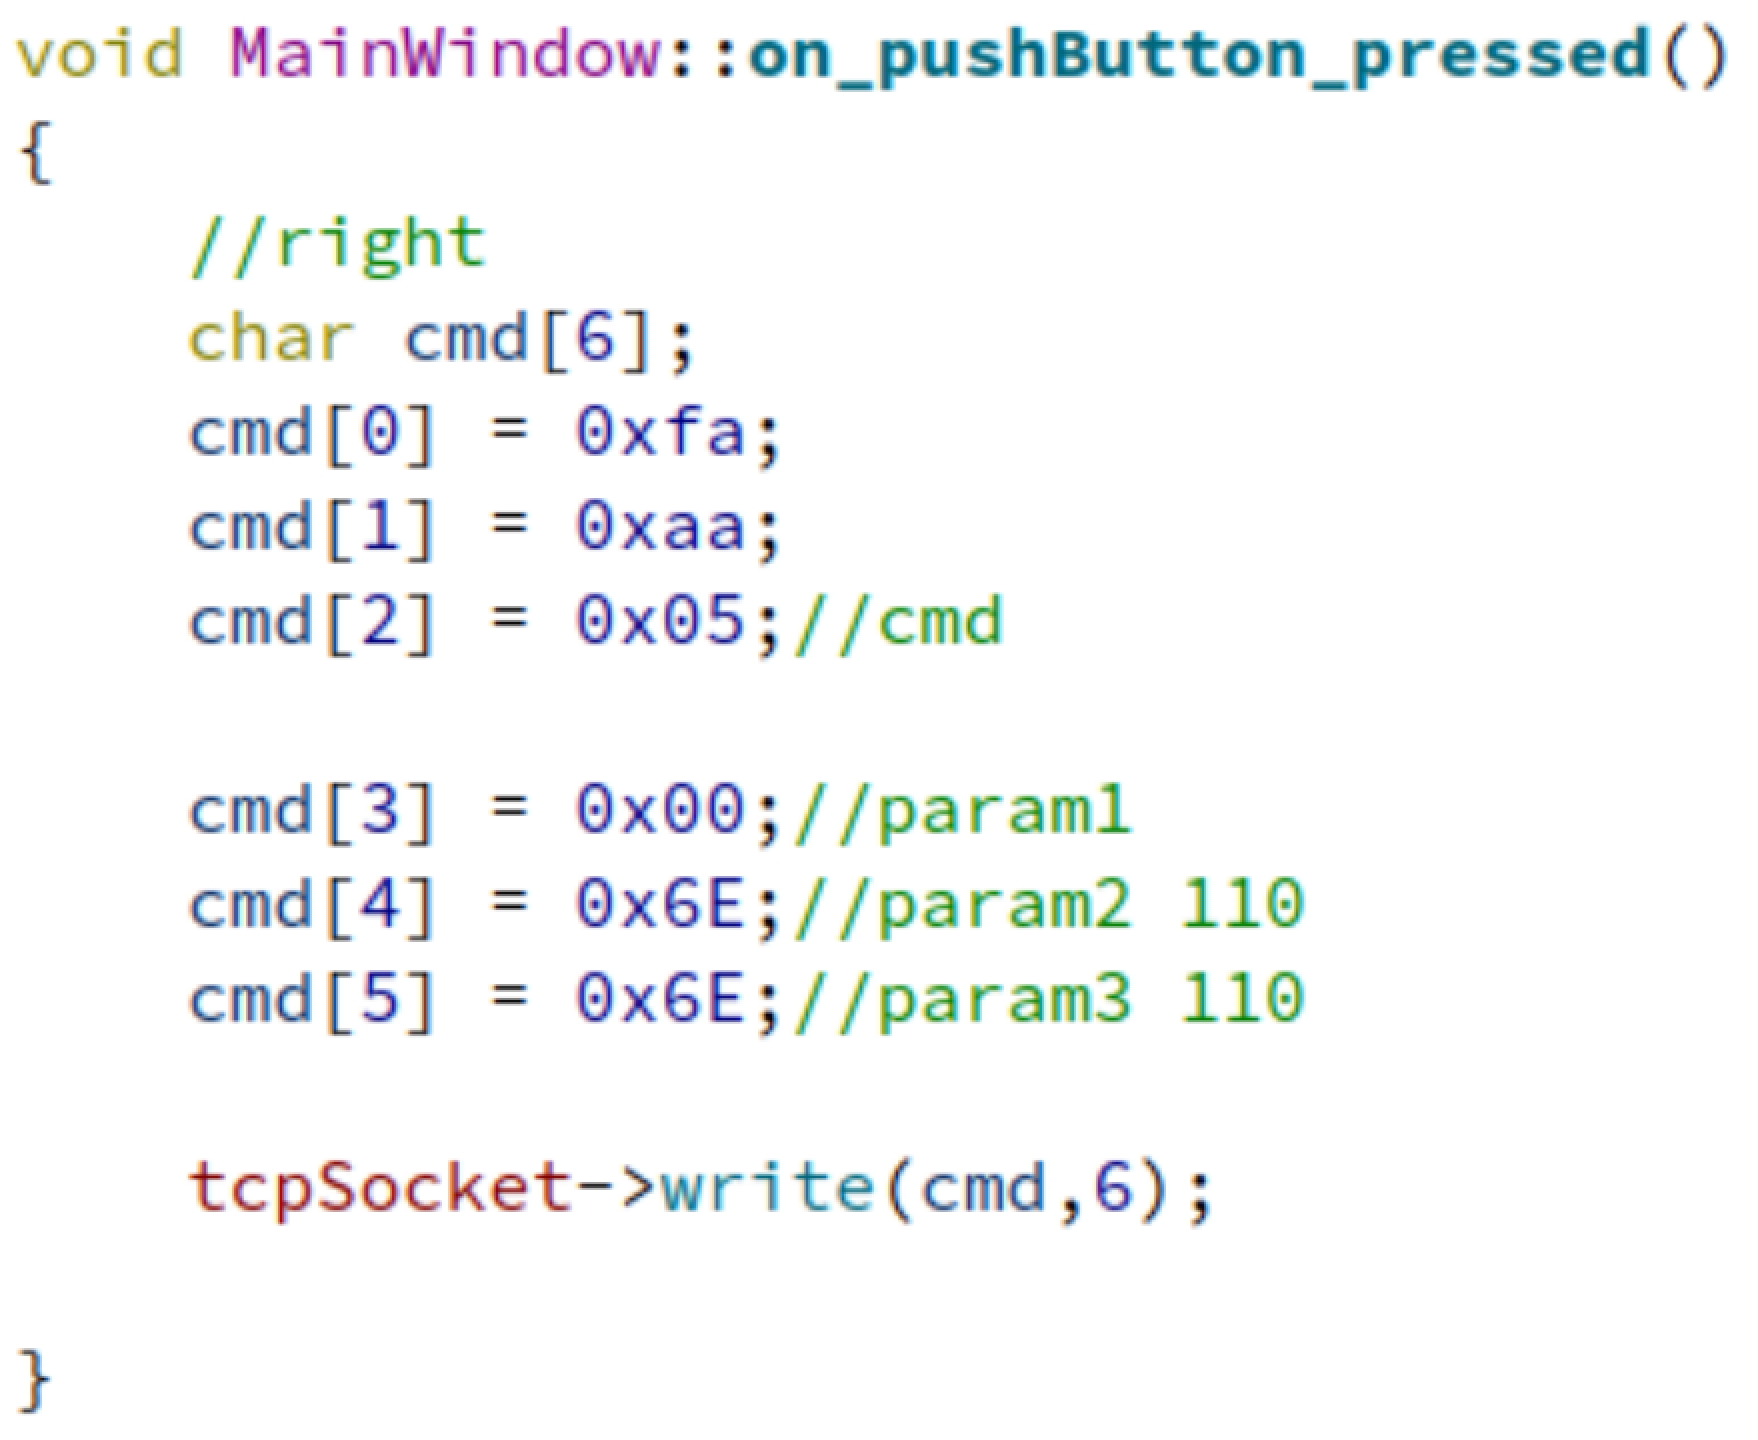 void MainWindow::on_pushButton_pressed()
{
//right
char cmd[6];
cmd[0] = 0xfa;
cmd[1] = 0xaa;
cmd[2] = 0x05;//cmd
cmd[3] = 0x00;//param1
cmd[4] = 0x6E;//param2 110
cmd[5] = 0x6E;//param3 110
tcpSocket->write(cmd,6);
}